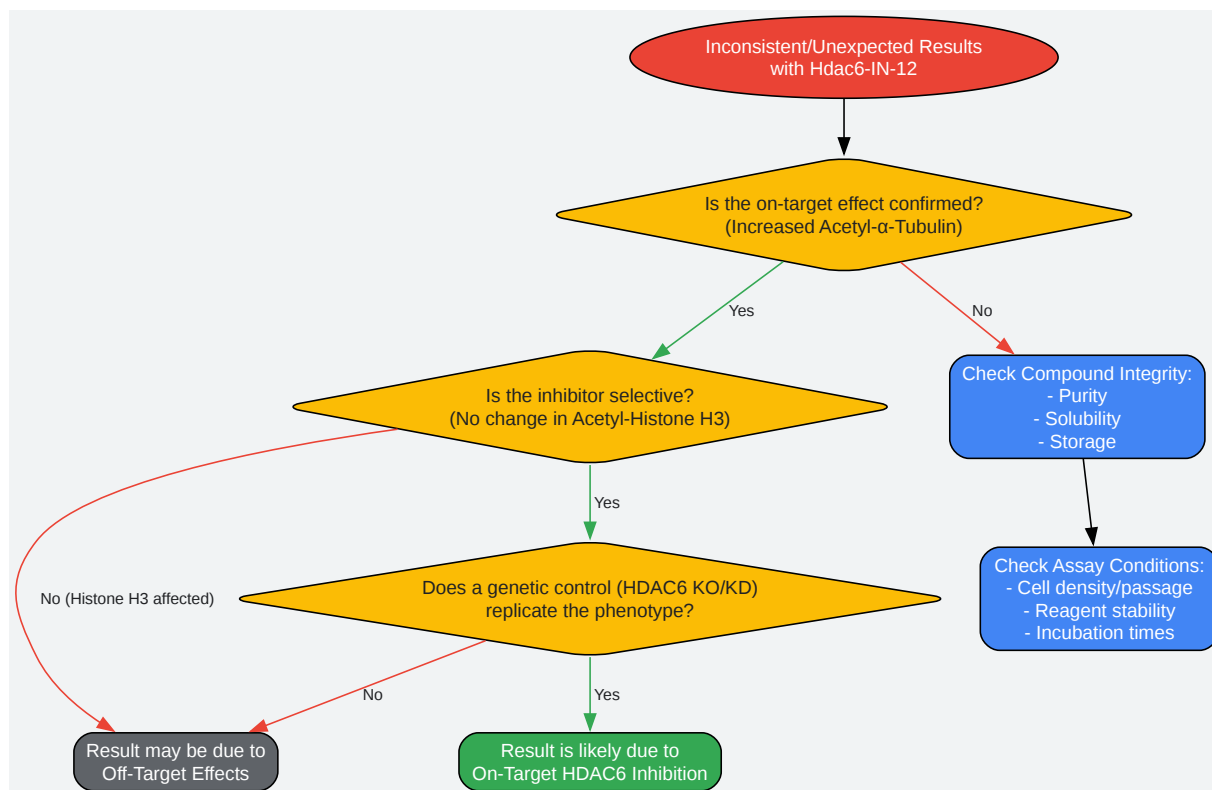 Inconsistent/Unexpected Results
with Hdac6-IN-12
Is the on-target effect confirmed?
(Increased Acetyl-α-Tubulin)
Yes
No
Is the inhibitor selective?
(No change in Acetyl-Histone H3)
Check Compound Integrity:
- Purity
- Solubility
- Storage
Yes
No (Histone H3 affected)
Does a genetic control (HDAC6 KO/KD)
replicate the phenotype?
Check Assay Conditions:
- Cell density/passage
- Reagent stability
- Incubation times
No
Yes
Result may be due to
Off-Target Effects
Result is likely due to
On-Target HDAC6 Inhibition